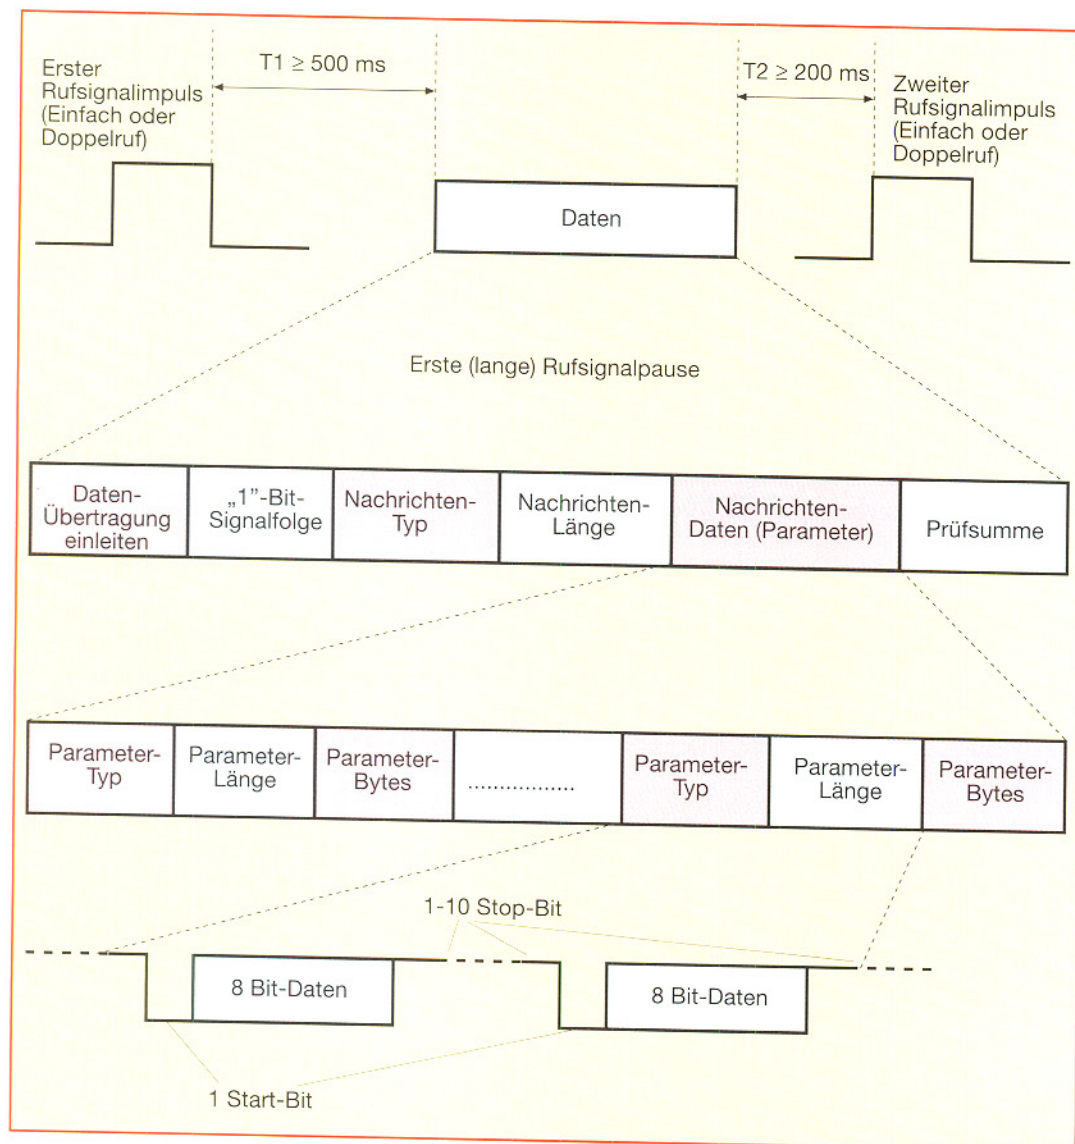 Erster
Rufsignalimpuls
(Einfach oder
Doppelruf)
T1 ≥ 500 ms
T2 ≥ 200 ms
Zweiter
Rufsignalimpuls
(Einfach oder
Doppelruf)
Daten
Erste (lange) Rufsignalpause
Daten-
Übertragung
einleiten
„1”-Bit-
Signalfolge
Nachrichten-
Typ
Nachrichten-
Länge
Nachrichten-
Daten (Parameter)
Prüfsumme
Parameter-
Typ
Parameter-
Länge
Parameter-
Bytes
..................
Parameter-
Typ
Parameter-
Länge
Parameter-
Bytes
1-10 Stop-Bit
8 Bit-Daten
8 Bit-Daten
1 Start-Bit